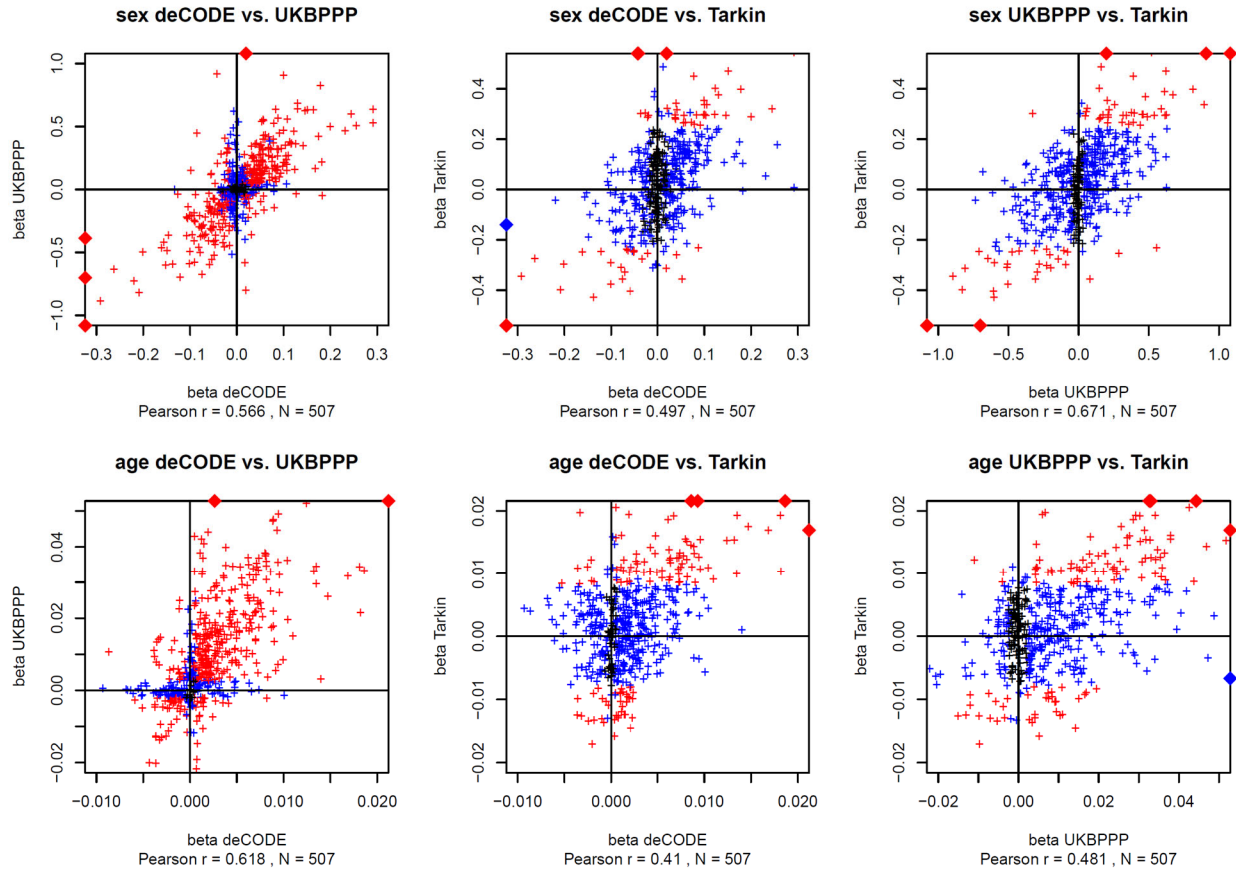 sex deCODE vs. UKBPPP
sex deCODE vs. Tarkin
sex UKBPPP vs. Tarkin
beta UKBPPP
1.0
0.5
0.0
−0.5
−1.0
−0.3 −0.2 −0.1 0.0 0.1 0.2 0.3
beta deCODE
Pearson r = 0.566 , N = 507
beta Tarkin
0.4
0.2
0.0
−0.2
−0.4
−0.3 −0.2 −0.1 0.0 0.1 0.2 0.3
beta deCODE
Pearson r = 0.497 , N = 507
beta Tarkin
0.4
0.2
0.0
−0.2
−0.4
−1.0 −0.5 0.0 0.5 1.0
beta UKBPPP
Pearson r = 0.671 , N = 507
age deCODE vs. UKBPPP
age deCODE vs. Tarkin
age UKBPPP vs. Tarkin
beta UKBPPP
0.04
0.02
0.00
−0.02
−0.010 0.000 0.010 0.020
beta deCODE
Pearson r = 0.618 , N = 507
beta Tarkin
0.02
0.01
0.00
−0.01
−0.02
−0.010 0.000 0.010 0.020
beta deCODE
Pearson r = 0.41 , N = 507
beta Tarkin
0.02
0.01
0.00
−0.01
−0.02
−0.02 0.00 0.02 0.04
beta UKBPPP
Pearson r = 0.481 , N = 507